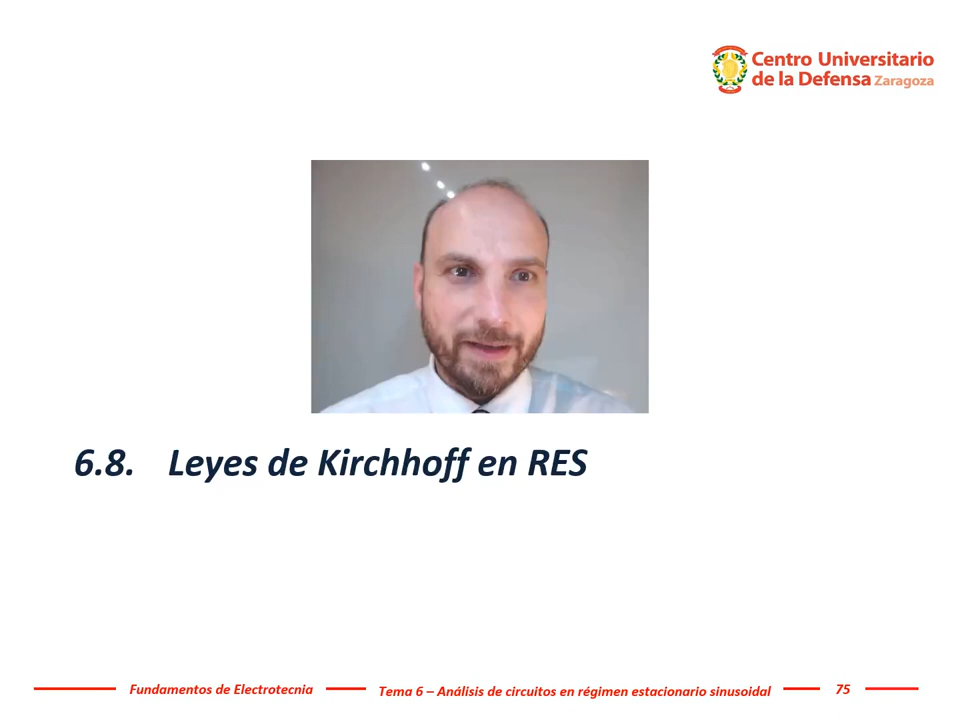 Centro Universitario
de la Defensa Zaragoza
6.8. Leyes de Kirchhoff en RES
Fundamentos de Electrotecnia
Tema 6 – Análisis de circuitos en régimen estacionario sinusoidal
75